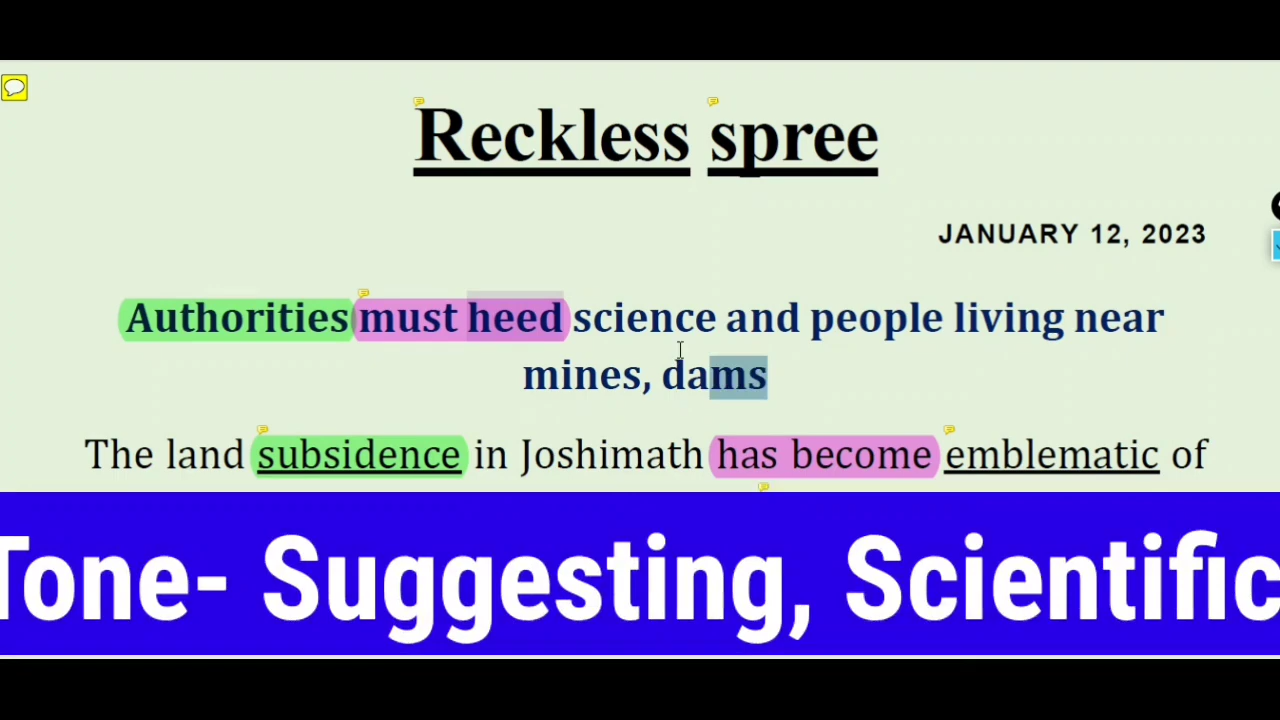 Reckless spree
JANUARY 12, 2023
Authorities must heed science and people living near
mines, dams
The land subsidence in Joshimath has become emblematic of
Tone- Suggesting, Scientific